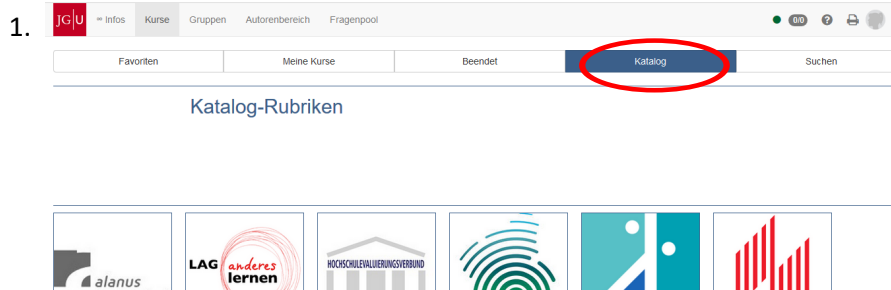 1.
JG|U ∞ Infos Kurse Gruppen Autorenbereich Fragenpool 0/0 ?
Favoriten Meine Kurse Beendet Katalog Suchen
Katalog-Rubriken
alanus
LAG anderes lernen
HOCHSCHULEVALUIERUNGSVERBUND